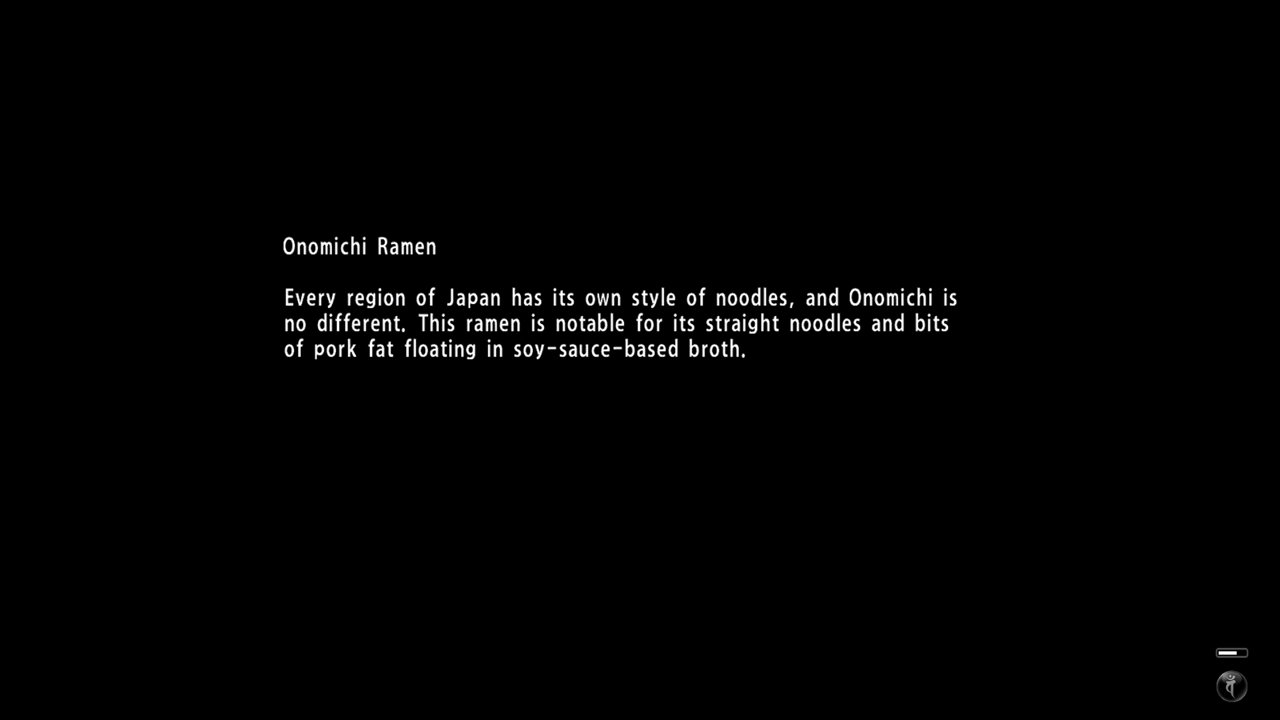 Onomichi Ramen
Every region of Japan has its own style of noodles, and Onomichi is
no different. This ramen is notable for its straight noodles and bits
of pork fat floating in soy-sauce-based broth.